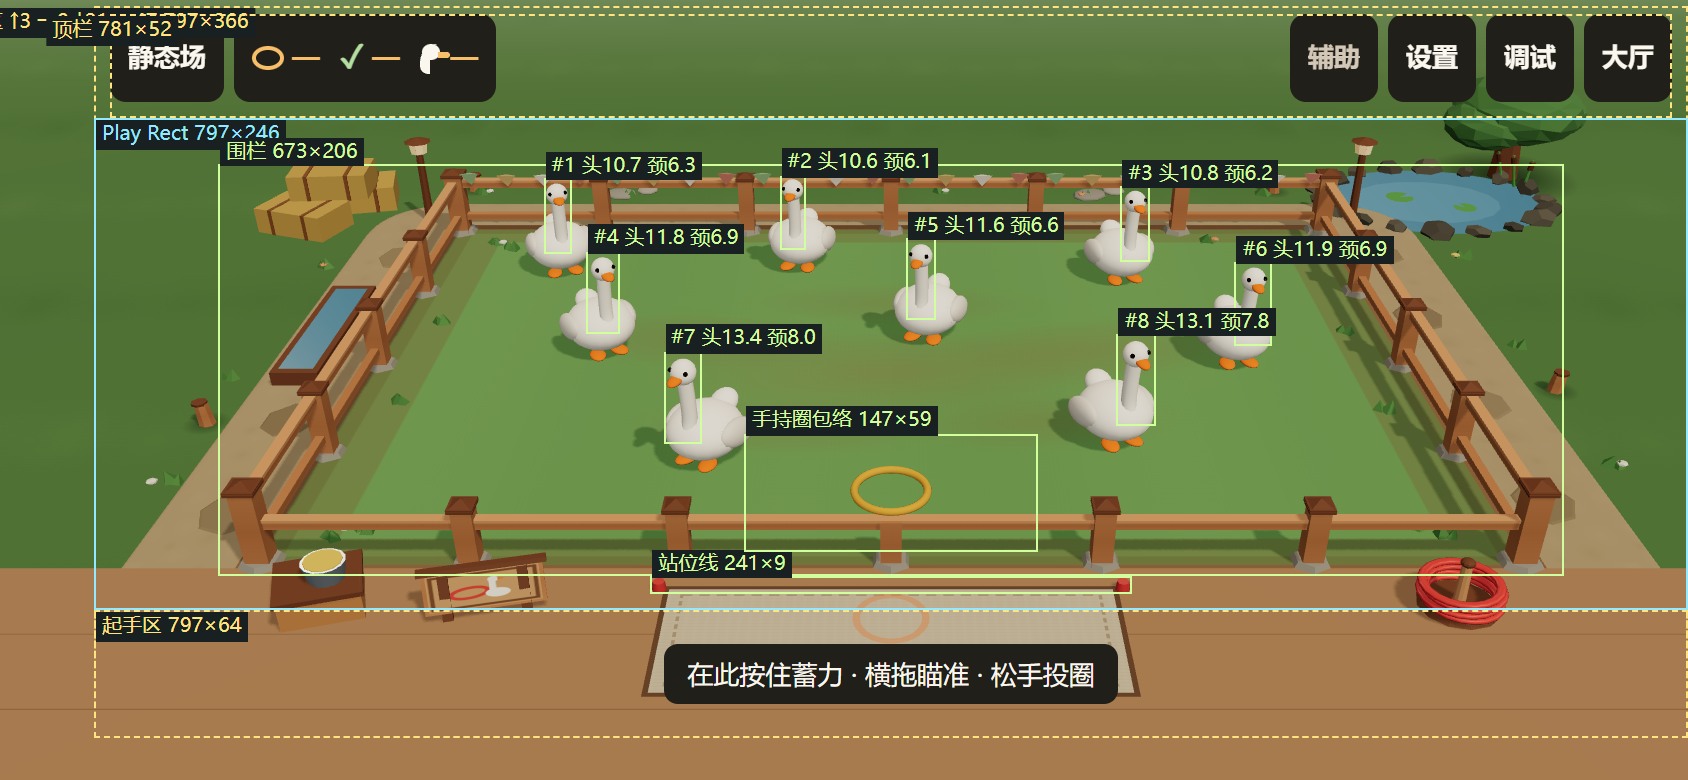 797×366
顶栏 781×52
静态场
辅助
设置
调试
大厅
Play Rect 797×246
围栏 673×206
#1 头10.7 颈6.3
#2 头10.6 颈6.1
#3 头10.8 颈6.2
#4 头11.8 颈6.9
#5 头11.6 颈6.6
#6 头11.9 颈6.9
#7 头13.4 颈8.0
#8 头13.1 颈7.8
手持圈包络 147×59
站位线 241×9
起手区 797×64
在此按住蓄力 · 横拖瞄准 · 松手投圈